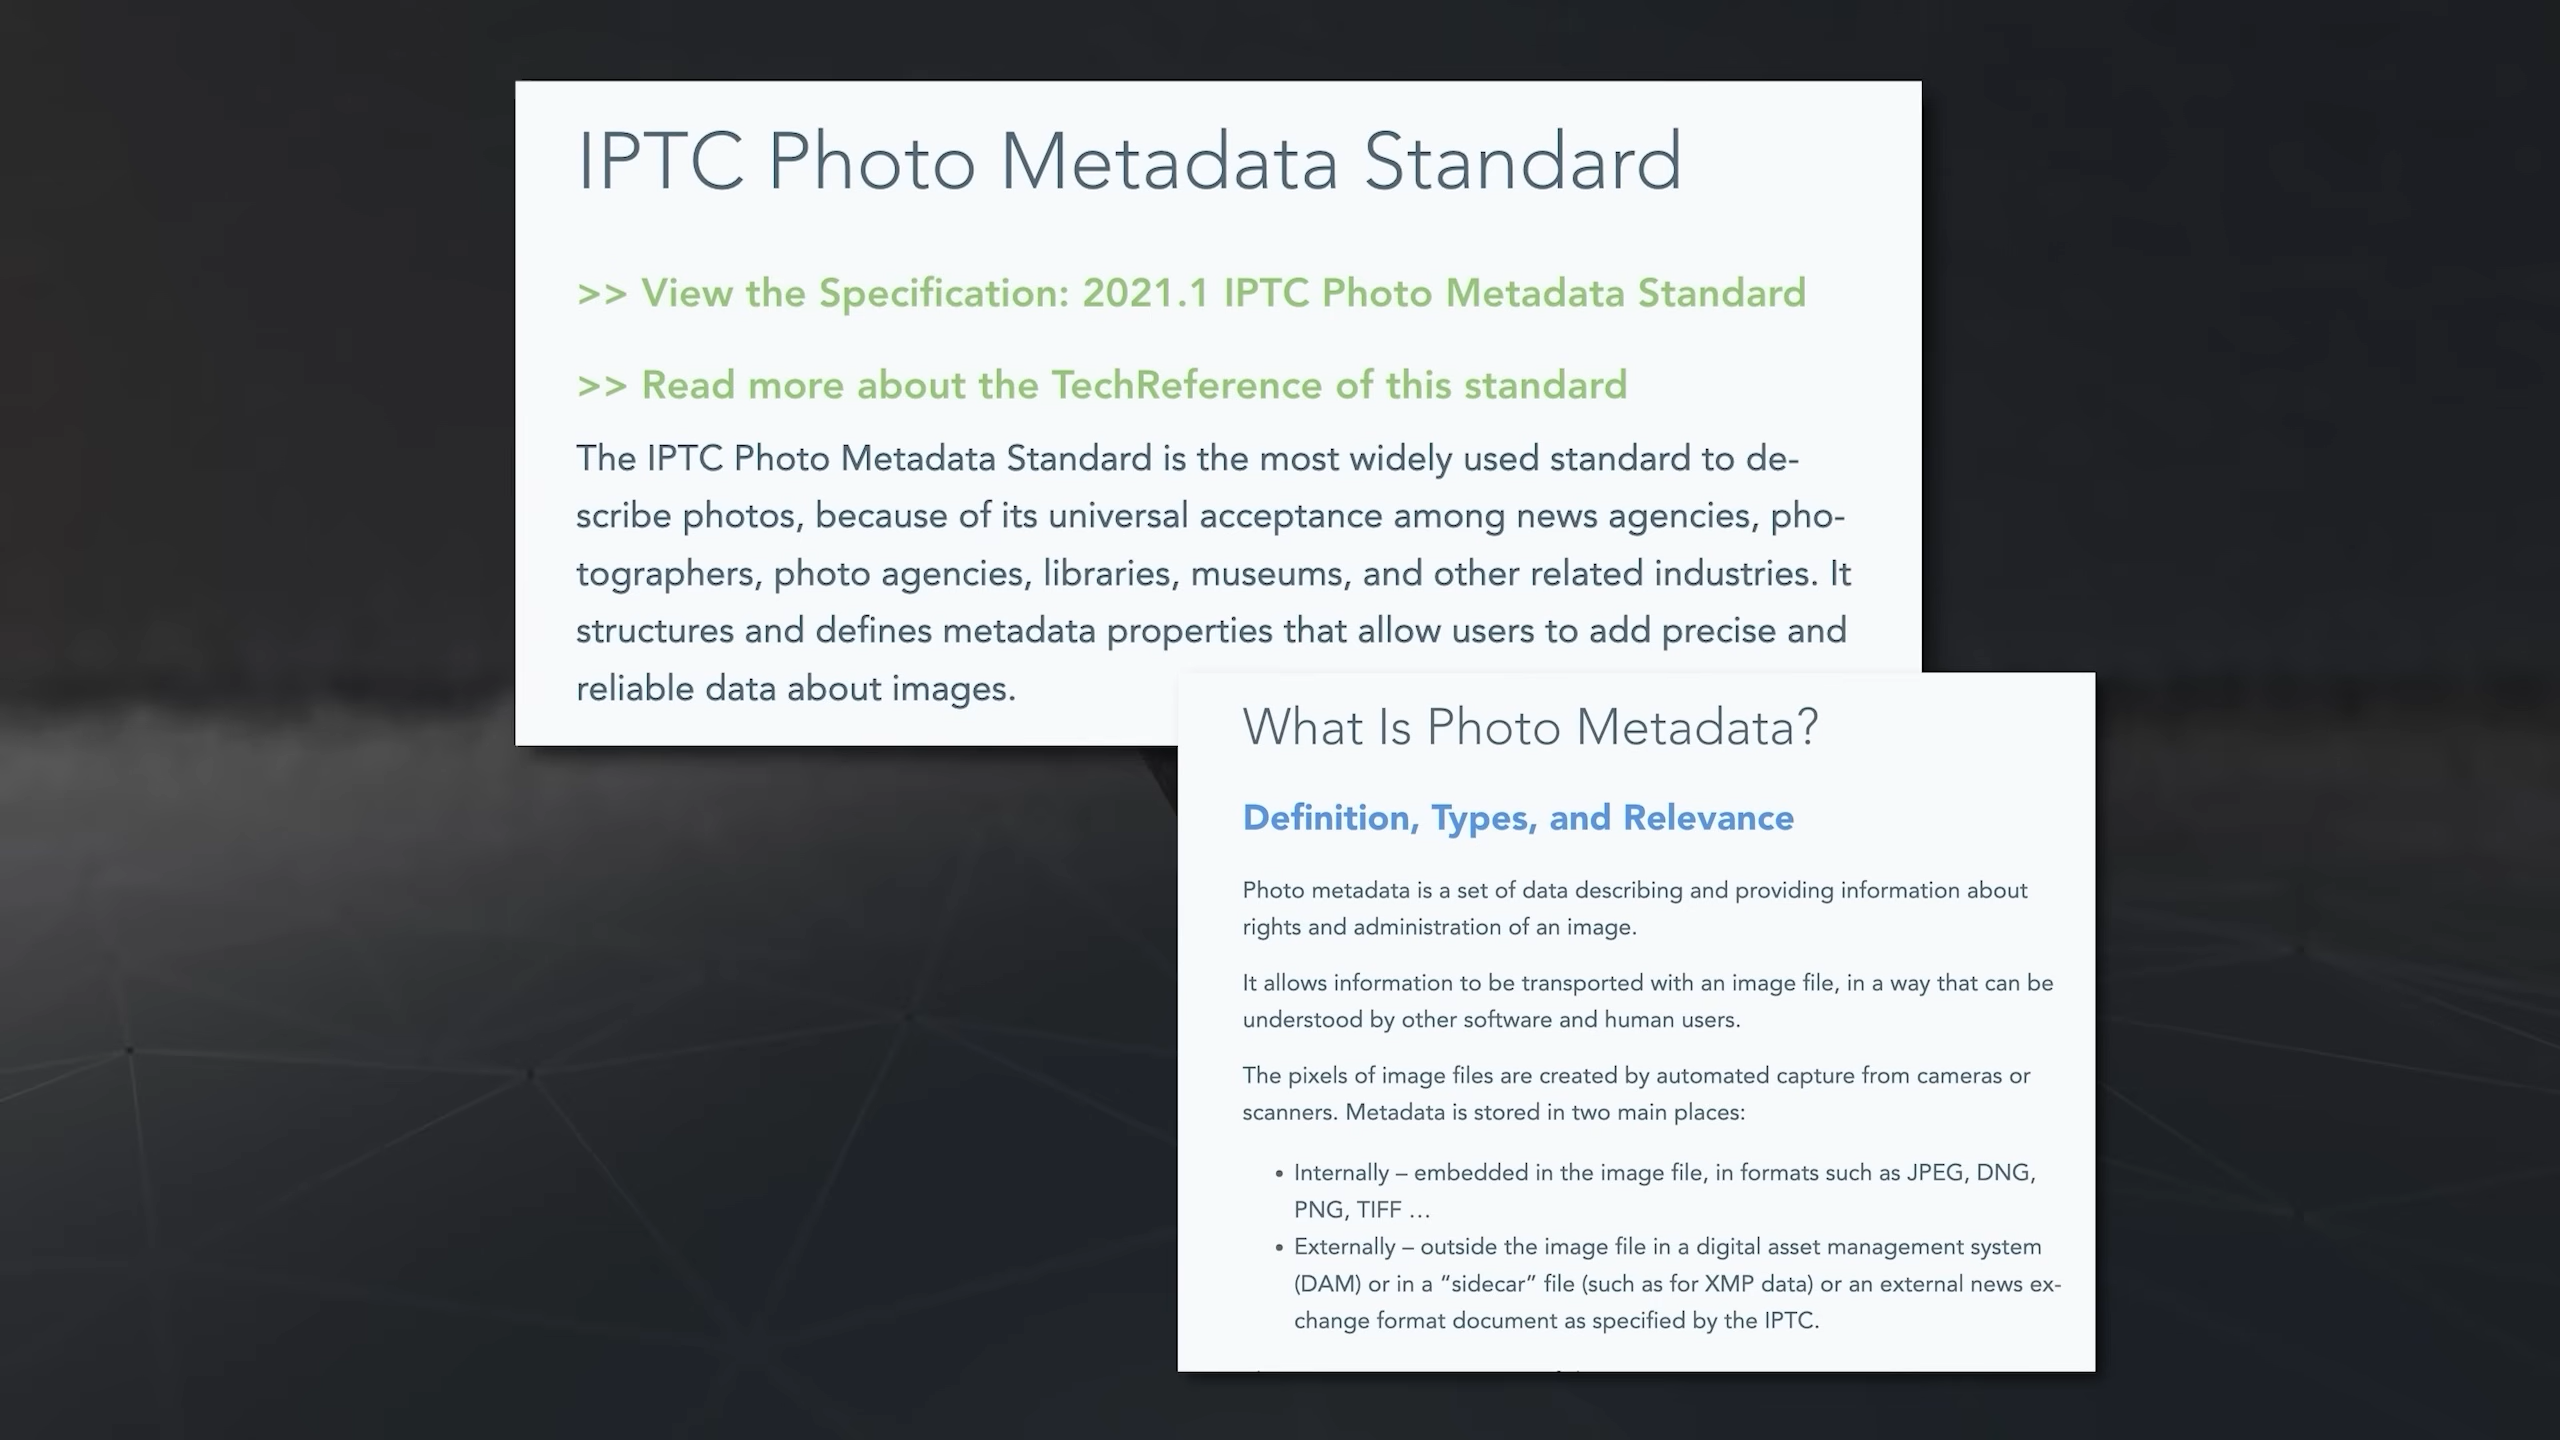 IPTC Photo Metadata Standard
>> View the Specification: 2021.1 IPTC Photo Metadata Standard
>> Read more about the TechReference of this standard
The IPTC Photo Metadata Standard is the most widely used standard to de-
scribe photos, because of its universal acceptance among news agencies, pho-
tographers, photo agencies, libraries, museums, and other related industries. It
structures and defines metadata properties that allow users to add precise and
reliable data about images.
What Is Photo Metadata?
Definition, Types, and Relevance
Photo metadata is a set of data describing and providing information about
rights and administration of an image.
It allows information to be transported with an image file, in a way that can be
understood by other software and human users.
The pixels of image files are created by automated capture from cameras or
scanners. Metadata is stored in two main places:
• Internally – embedded in the image file, in formats such as JPEG, DNG,
PNG, TIFF …
• Externally – outside the image file in a digital asset management system
(DAM) or in a “sidecar” file (such as for XMP data) or an external news ex-
change format document as specified by the IPTC.